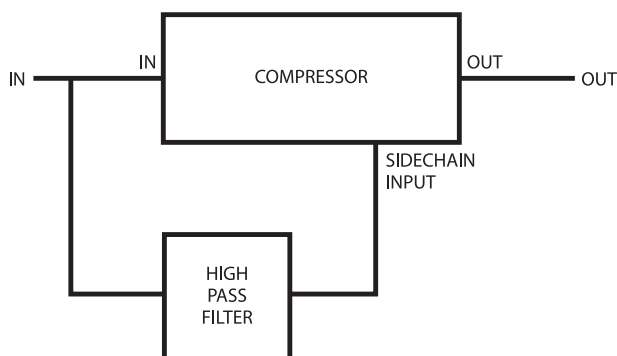 IN
IN
COMPRESSOR
OUT
OUT
SIDECHAIN
INPUT
HIGH
PASS
FILTER